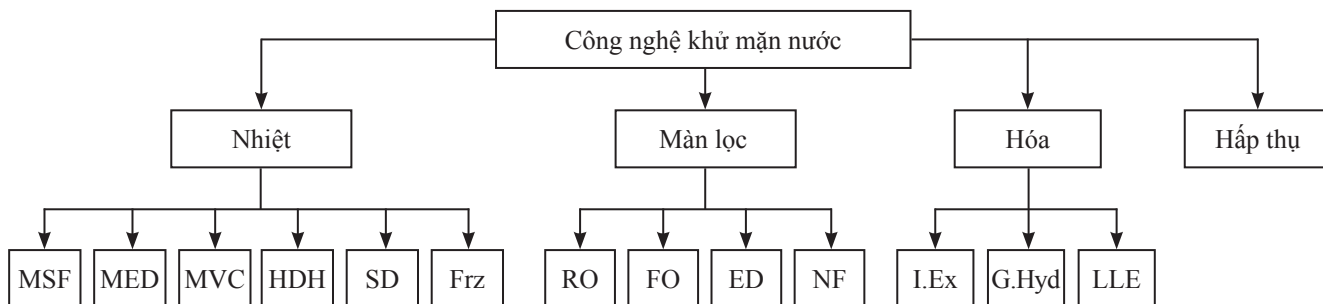 Công nghệ khử mặn nước
Nhiệt
Màn lọc
Hóa
Hấp thụ
MSF
MED
MVC
HDH
SD
Frz
RO
FO
ED
NF
I.Ex
G.Hyd
LLE